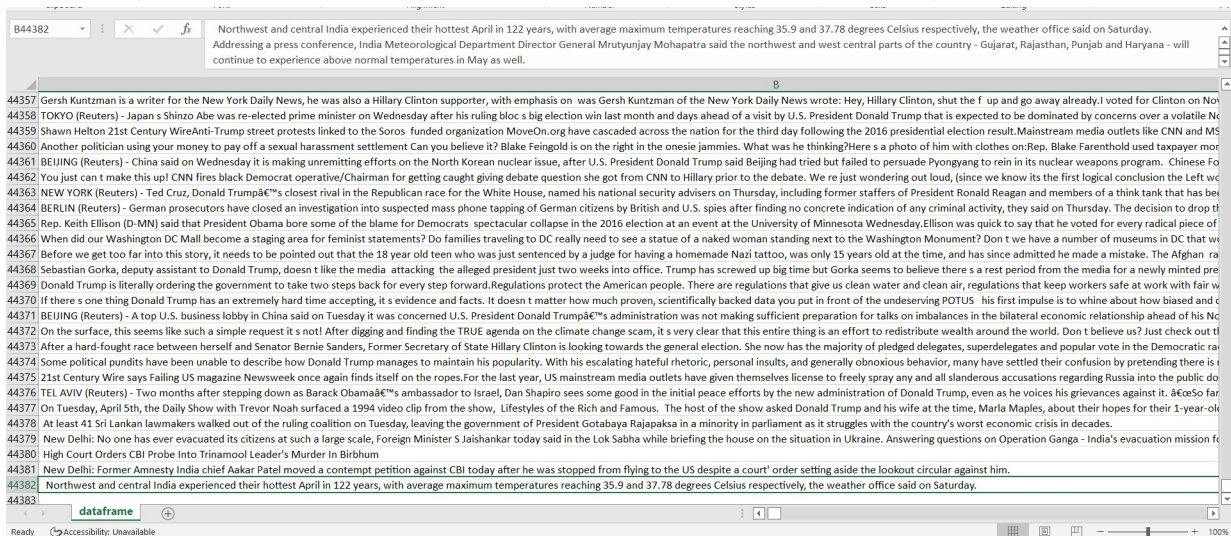 B44382
fx
Northwest and central India experienced their hottest April in 122 years, with average maximum temperatures reaching 35.9 and 37.78 degrees Celsius respectively, the weather office said on Saturday.
Addressing a press conference, India Meteorological Department Director General Mrutyunjay Mohapatra said the northwest and west central parts of the country - Gujarat, Rajasthan, Punjab and Haryana - will
continue to experience above normal temperatures in May as well.
B
44357 Gersh Kuntzman is a writer for the New York Daily News, he was also a Hillary Clinton supporter, with emphasis on  was Gersh Kuntzman of the New York Daily News wrote: Hey, Hillary Clinton, shut the f  up and go away already.I voted for Clinton on Nov
44358 TOKYO (Reuters) - Japan s Shinzo Abe was re-elected prime minister on Wednesday after his ruling bloc s big election win last month and days ahead of a visit by U.S. President Donald Trump that is expected to be dominated by concerns over a volatile No
44359 Shawn Helton 21st Century WireAnti-Trump street protests linked to the Soros  funded organization MoveOn.org have cascaded across the nation for the third day following the 2016 presidential election result.Mainstream media outlets like CNN and MS
44360 Another politician using your money to pay off a sexual harassment settlement Can you believe it? Blake Feingold is on the right in the onesie jammies. What was he thinking?Here s a photo of him with clothes on:Rep. Blake Farenthold used taxpayer mon
44361 BEIJING (Reuters) - China said on Wednesday it is making unremitting efforts on the North Korean nuclear issue, after U.S. President Donald Trump said Beijing had tried but failed to persuade Pyongyang to rein in its nuclear weapons program.  Chinese Fo
44362 You just can t make this up! CNN fires black Democrat operative/Chairman for getting caught giving debate question she got from CNN to Hillary prior to the debate. We re just wondering out loud, (since we know its the first logical conclusion the Left wo
44363 NEW YORK (Reuters) - Ted Cruz, Donald Trumpâ€™s closest rival in the Republican race for the White House, named his national security advisers on Thursday, including former staffers of President Ronald Reagan and members of a think tank that has bee
44364 BERLIN (Reuters) - German prosecutors have closed an investigation into suspected mass phone tapping of German citizens by British and U.S. spies after finding no concrete indication of any criminal activity, they said on Thursday. The decision to drop th
44365 Rep. Keith Ellison (D-MN) said that President Obama bore some of the blame for Democrats  spectacular collapse in the 2016 election at an event at the University of Minnesota Wednesday.Ellison was quick to say that he voted for every radical piece of
44366 When did our Washington DC Mall become a staging area for feminist statements? Do families traveling to DC really need to see a statue of a naked woman standing next to the Washington Monument? Don t we have a number of museums in DC that wo
44367 Before we get too far into this story, it needs to be pointed out that the 18 year old teen who was just sentenced by a judge for having a homemade Nazi tattoo, was only 15 years old at the time, and has since admitted he made a mistake. The Afghan  ra
44368 Sebastian Gorka, deputy assistant to Donald Trump, doesn t like the media  attacking  the alleged president just two weeks into office. Trump has screwed up big time but Gorka seems to believe there s a rest period from the media for a newly minted pre
44369 Donald Trump is literally ordering the government to take two steps back for every step forward.Regulations protect the American people. There are regulations that give us clean water and clean air, regulations that keep workers safe at work with fair w
44370 If there s one thing Donald Trump has an extremely hard time accepting, it s evidence and facts. It doesn t matter how much proven, scientifically backed data you put in front of the undeserving POTUS   his first impulse is to whine about how biased and d
44371 BEIJING (Reuters) - A top U.S. business lobby in China said on Tuesday it was concerned U.S. President Donald Trumpâ€™s administration was not making sufficient preparation for talks on imbalances in the bilateral economic relationship ahead of his No
44372 On the surface, this seems like such a simple request it s not! After digging and finding the TRUE agenda on the climate change scam, it s very clear that this entire thing is an effort to redistribute wealth around the world. Don t believe us? Just check out th
44373 After a hard-fought race between herself and Senator Bernie Sanders, Former Secretary of State Hillary Clinton is looking towards the general election. She now has the majority of pledged delegates, superdelegates and popular vote in the Democratic rac
44374 Some political pundits have been unable to describe how Donald Trump manages to maintain his popularity. With his escalating hateful rhetoric, personal insults, and generally obnoxious behavior, many have settled their confusion by pretending there is r
44375 21st Century Wire says Failing US magazine Newsweek once again finds itself on the ropes.For the last year, US mainstream media outlets have given themselves license to freely spray any and all slanderous accusations regarding Russia into the public do
44376 TEL AVIV (Reuters) - Two months after stepping down as Barack Obamaâ€™s ambassador to Israel, Dan Shapiro sees some good in the initial peace efforts by the new administration of Donald Trump, even as he voices his grievances against it. â€œSo far
44377 On Tuesday, April 5th, the Daily Show with Trevor Noah surfaced a 1994 video clip from the show,  Lifestyles of the Rich and Famous.  The host of the show asked Donald Trump and his wife at the time, Marla Maples, about their hopes for their 1-year-old
44378 At least 41 Sri Lankan lawmakers walked out of the ruling coalition on Tuesday, leaving the government of President Gotabaya Rajapaksa in a minority in parliament as it struggles with the country's worst economic crisis in decades.
44379 New Delhi: No one has ever evacuated its citizens at such a large scale, Foreign Minister S Jaishankar today said in the Lok Sabha while briefing the house on the situation in Ukraine. Answering questions on Operation Ganga - India's evacuation mission fo
44380 High Court Orders CBI Probe Into Trinamool Leader's Murder In Birbhum
44381 New Delhi: Former Amnesty India chief Aakar Patel moved a contempt petition against CBI today after he was stopped from flying to the US despite a court' order setting aside the lookout circular against him.
44382 Northwest and central India experienced their hottest April in 122 years, with average maximum temperatures reaching 35.9 and 37.78 degrees Celsius respectively, the weather office said on Saturday.
44383
dataframe
Ready Accessibility: Unavailable 100%